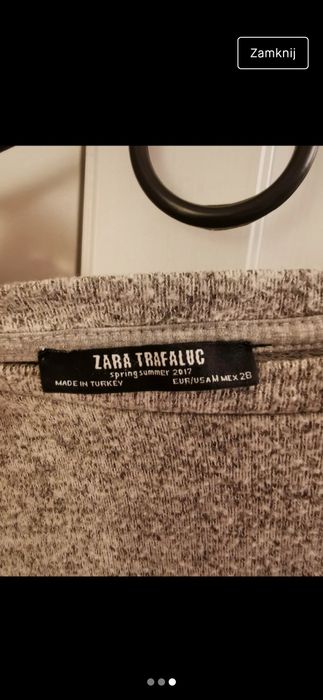 Zamknij
ZARA TRAFALUC
spring summer 2017
MADE IN TURKEY EUR/USA M MEX 28